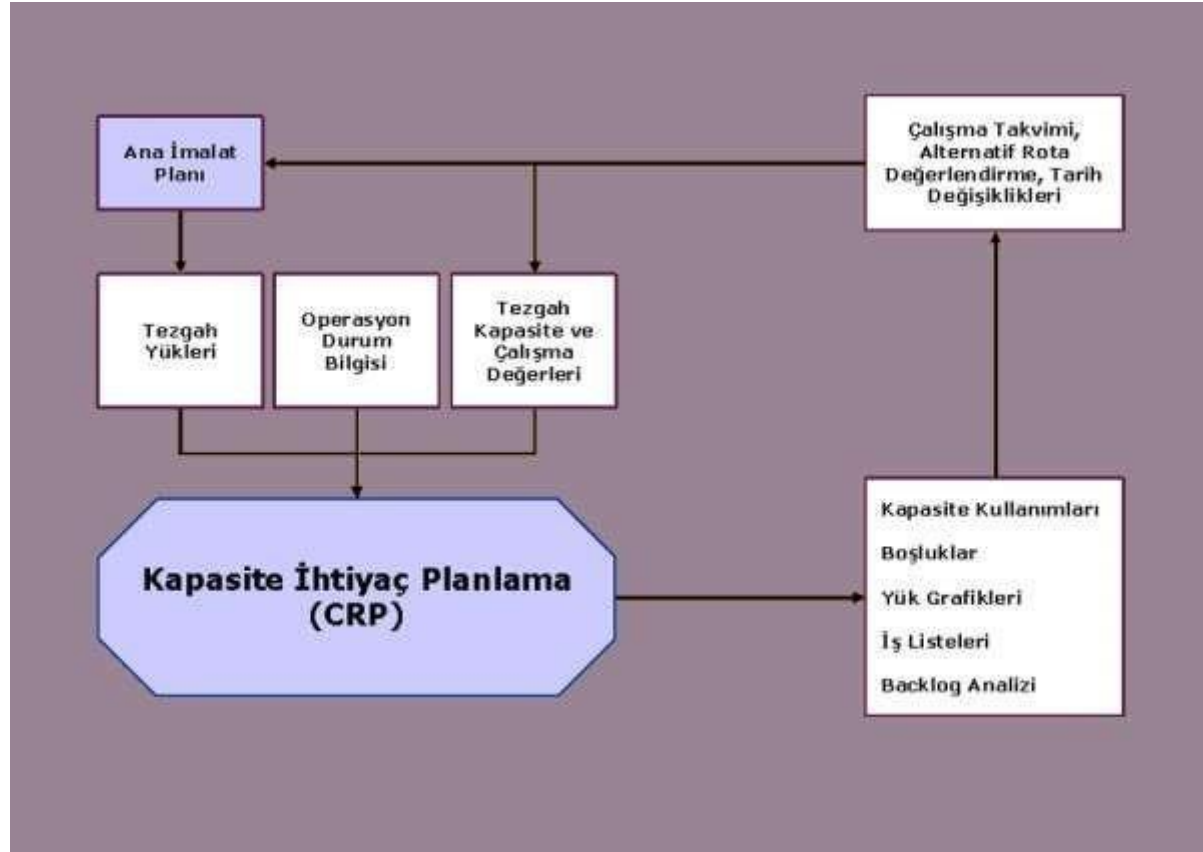 Ana İmalat
Planı
Çalışma Takvimi,
Alternatif Rota
Değerlendirme, Tarih
Değişiklikleri
Tezgah
Yükleri
Operasyon
Durum
Bilgisi
Tezgah
Kapasite ve
Çalışma
Değerleri
Kapasite İhtiyaç Planlama
(CRP)
Kapasite Kullanımları
Boşluklar
Yük Grafikleri
İş Listeleri
Backlog Analizi